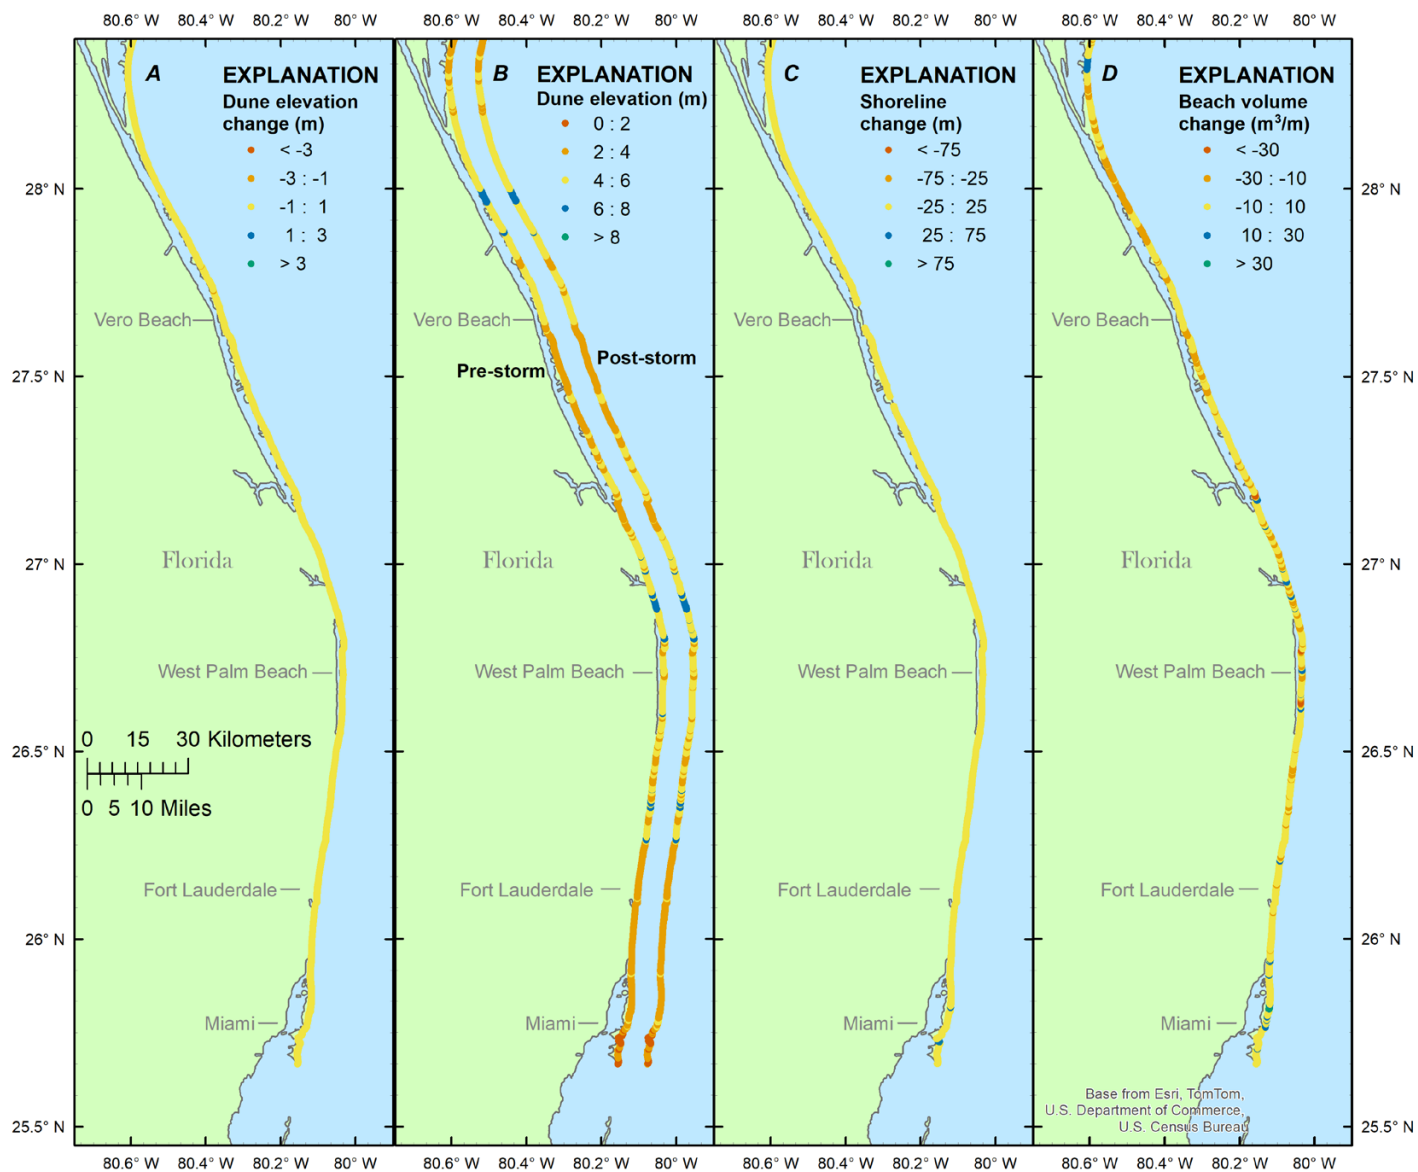 80.6° W 80.4° W 80.2° W 80° W 80.6° W 80.4° W 80.2° W 80° W 80.6° W 80.4° W 80.2° W 80° W
A
EXPLANATION
Dune elevation
change (m)
< -3
-3 : -1
-1 : 1
1 : 3
> 3
B
EXPLANATION
Dune elevation (m)
0 : 2
2 : 4
4 : 6
6 : 8
> 8
C
EXPLANATION
Shoreline
change (m)
< -75
-75 : -25
-25 : 25
25 : 75
> 75
D
EXPLANATION
Beach volume
change (m³/m)
< -30
-30 : -10
-10 : 10
10 : 30
> 30
28° N 28° N
Vero Beach Vero Beach Vero Beach Vero Beach
Post-storm
Pre-storm
27.5° N 27.5° N
Florida Florida Florida Florida
27° N 27° N
West Palm Beach West Palm Beach West Palm Beach West Palm Beach
0 15 30 Kilometers
0 5 10 Miles
26.5° N 26.5° N
Fort Lauderdale Fort Lauderdale Fort Lauderdale Fort Lauderdale
26° N 26° N
Miami Miami Miami Miami
Base from Esri, TomTom,
U.S. Department of Commerce,
U.S. Census Bureau
25.5° N 25.5° N
80.6° W 80.4° W 80.2° W 80° W 80.6° W 80.4° W 80.2° W 80° W 80.6° W 80.4° W 80.2° W 80° W 80.6° W 80.4° W 80.2° W 80° W